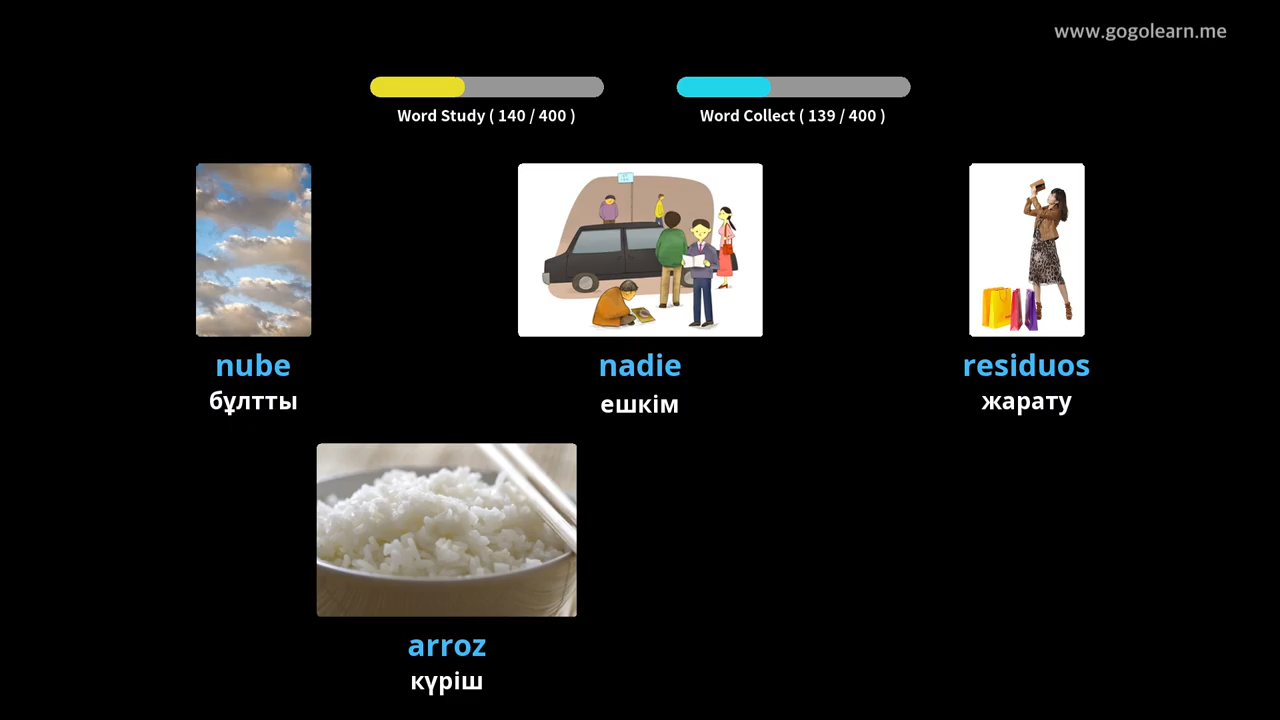 www.gogolearn.me
Word Study ( 140 / 400 )
Word Collect ( 139 / 400 )
nube
бұлтты
nadie
ешкім
residuos
жарату
arroz
күріш